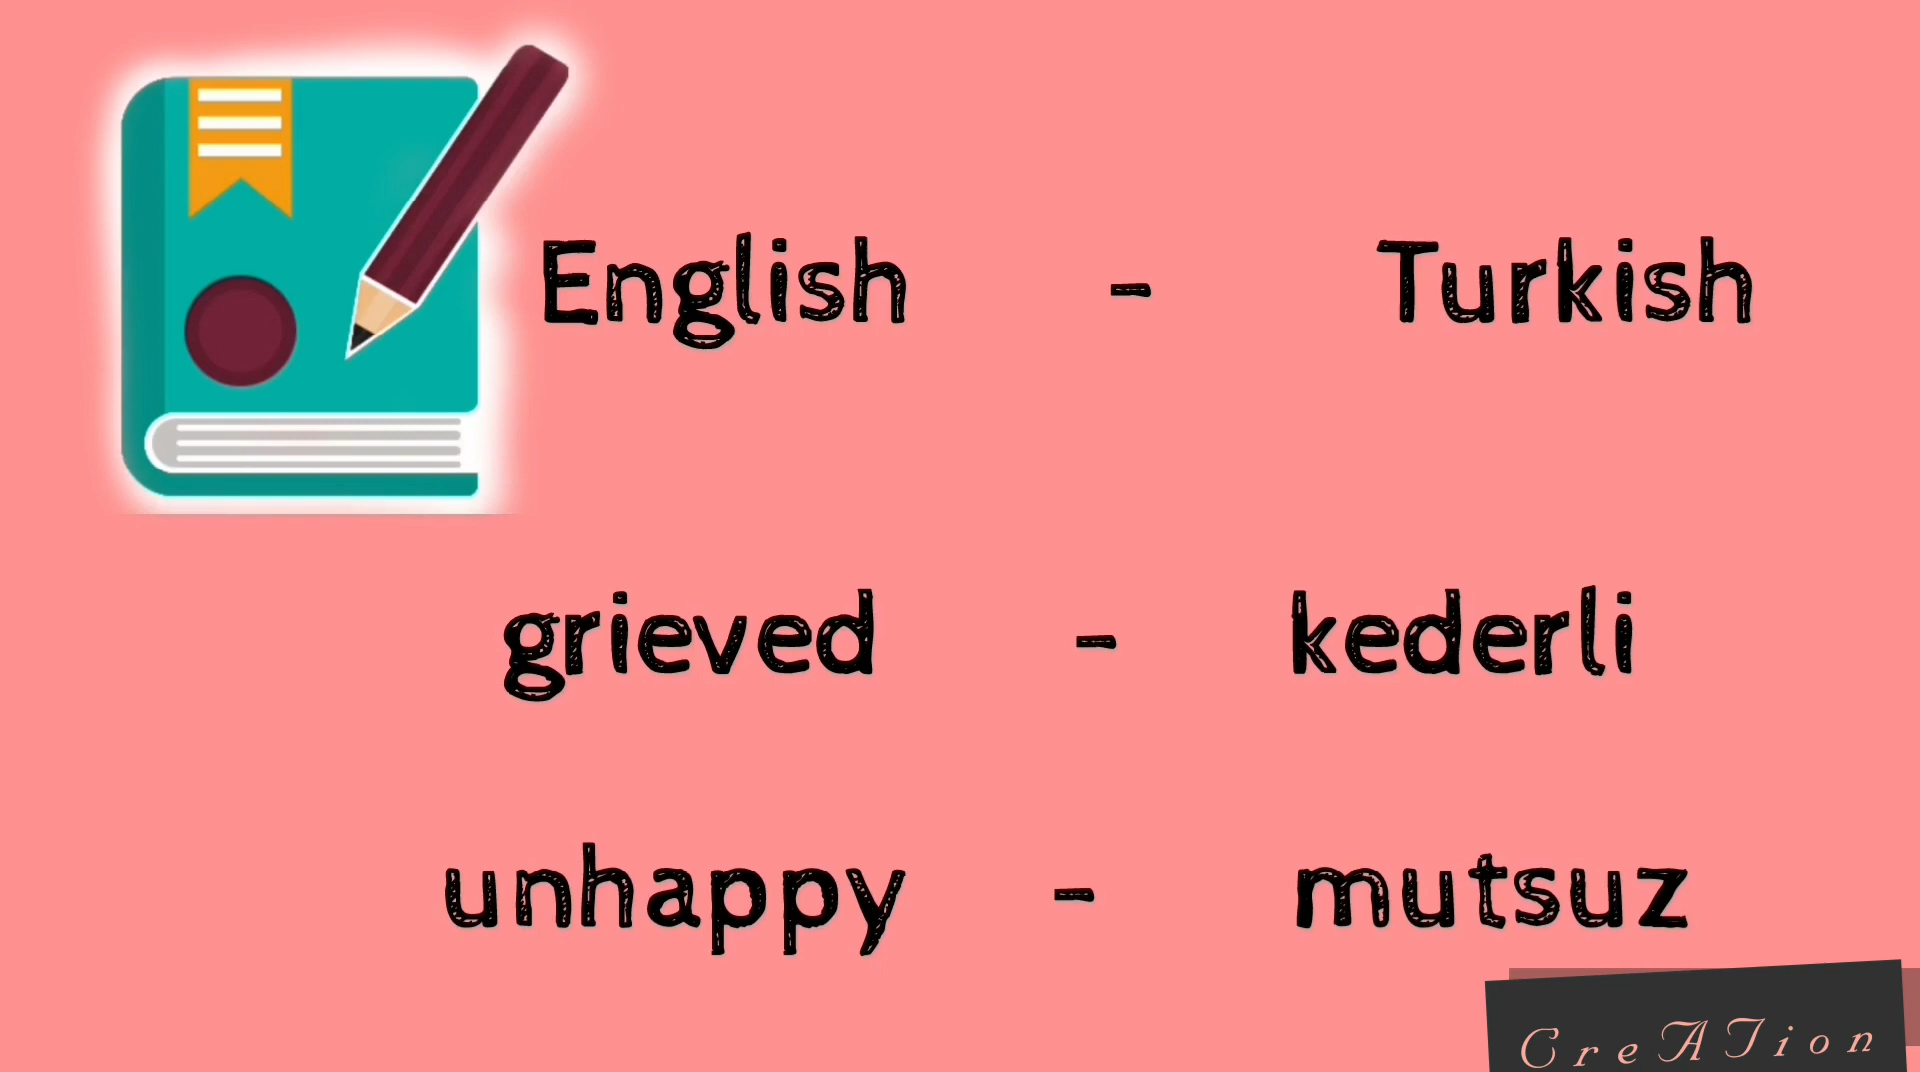 English - Turkish
grieved - kederli
unhappy - mutsuz
CreATion